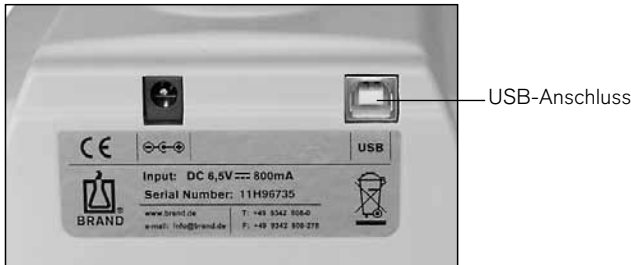 USB-Anschluss
CE
USB
Input: DC 6,5V 800mA
Serial Number: 11H96735
BRAND®
www.brand.de
T: +49 9342 808-0
e-mail: info@brand.de
F: +49 9342 808-276